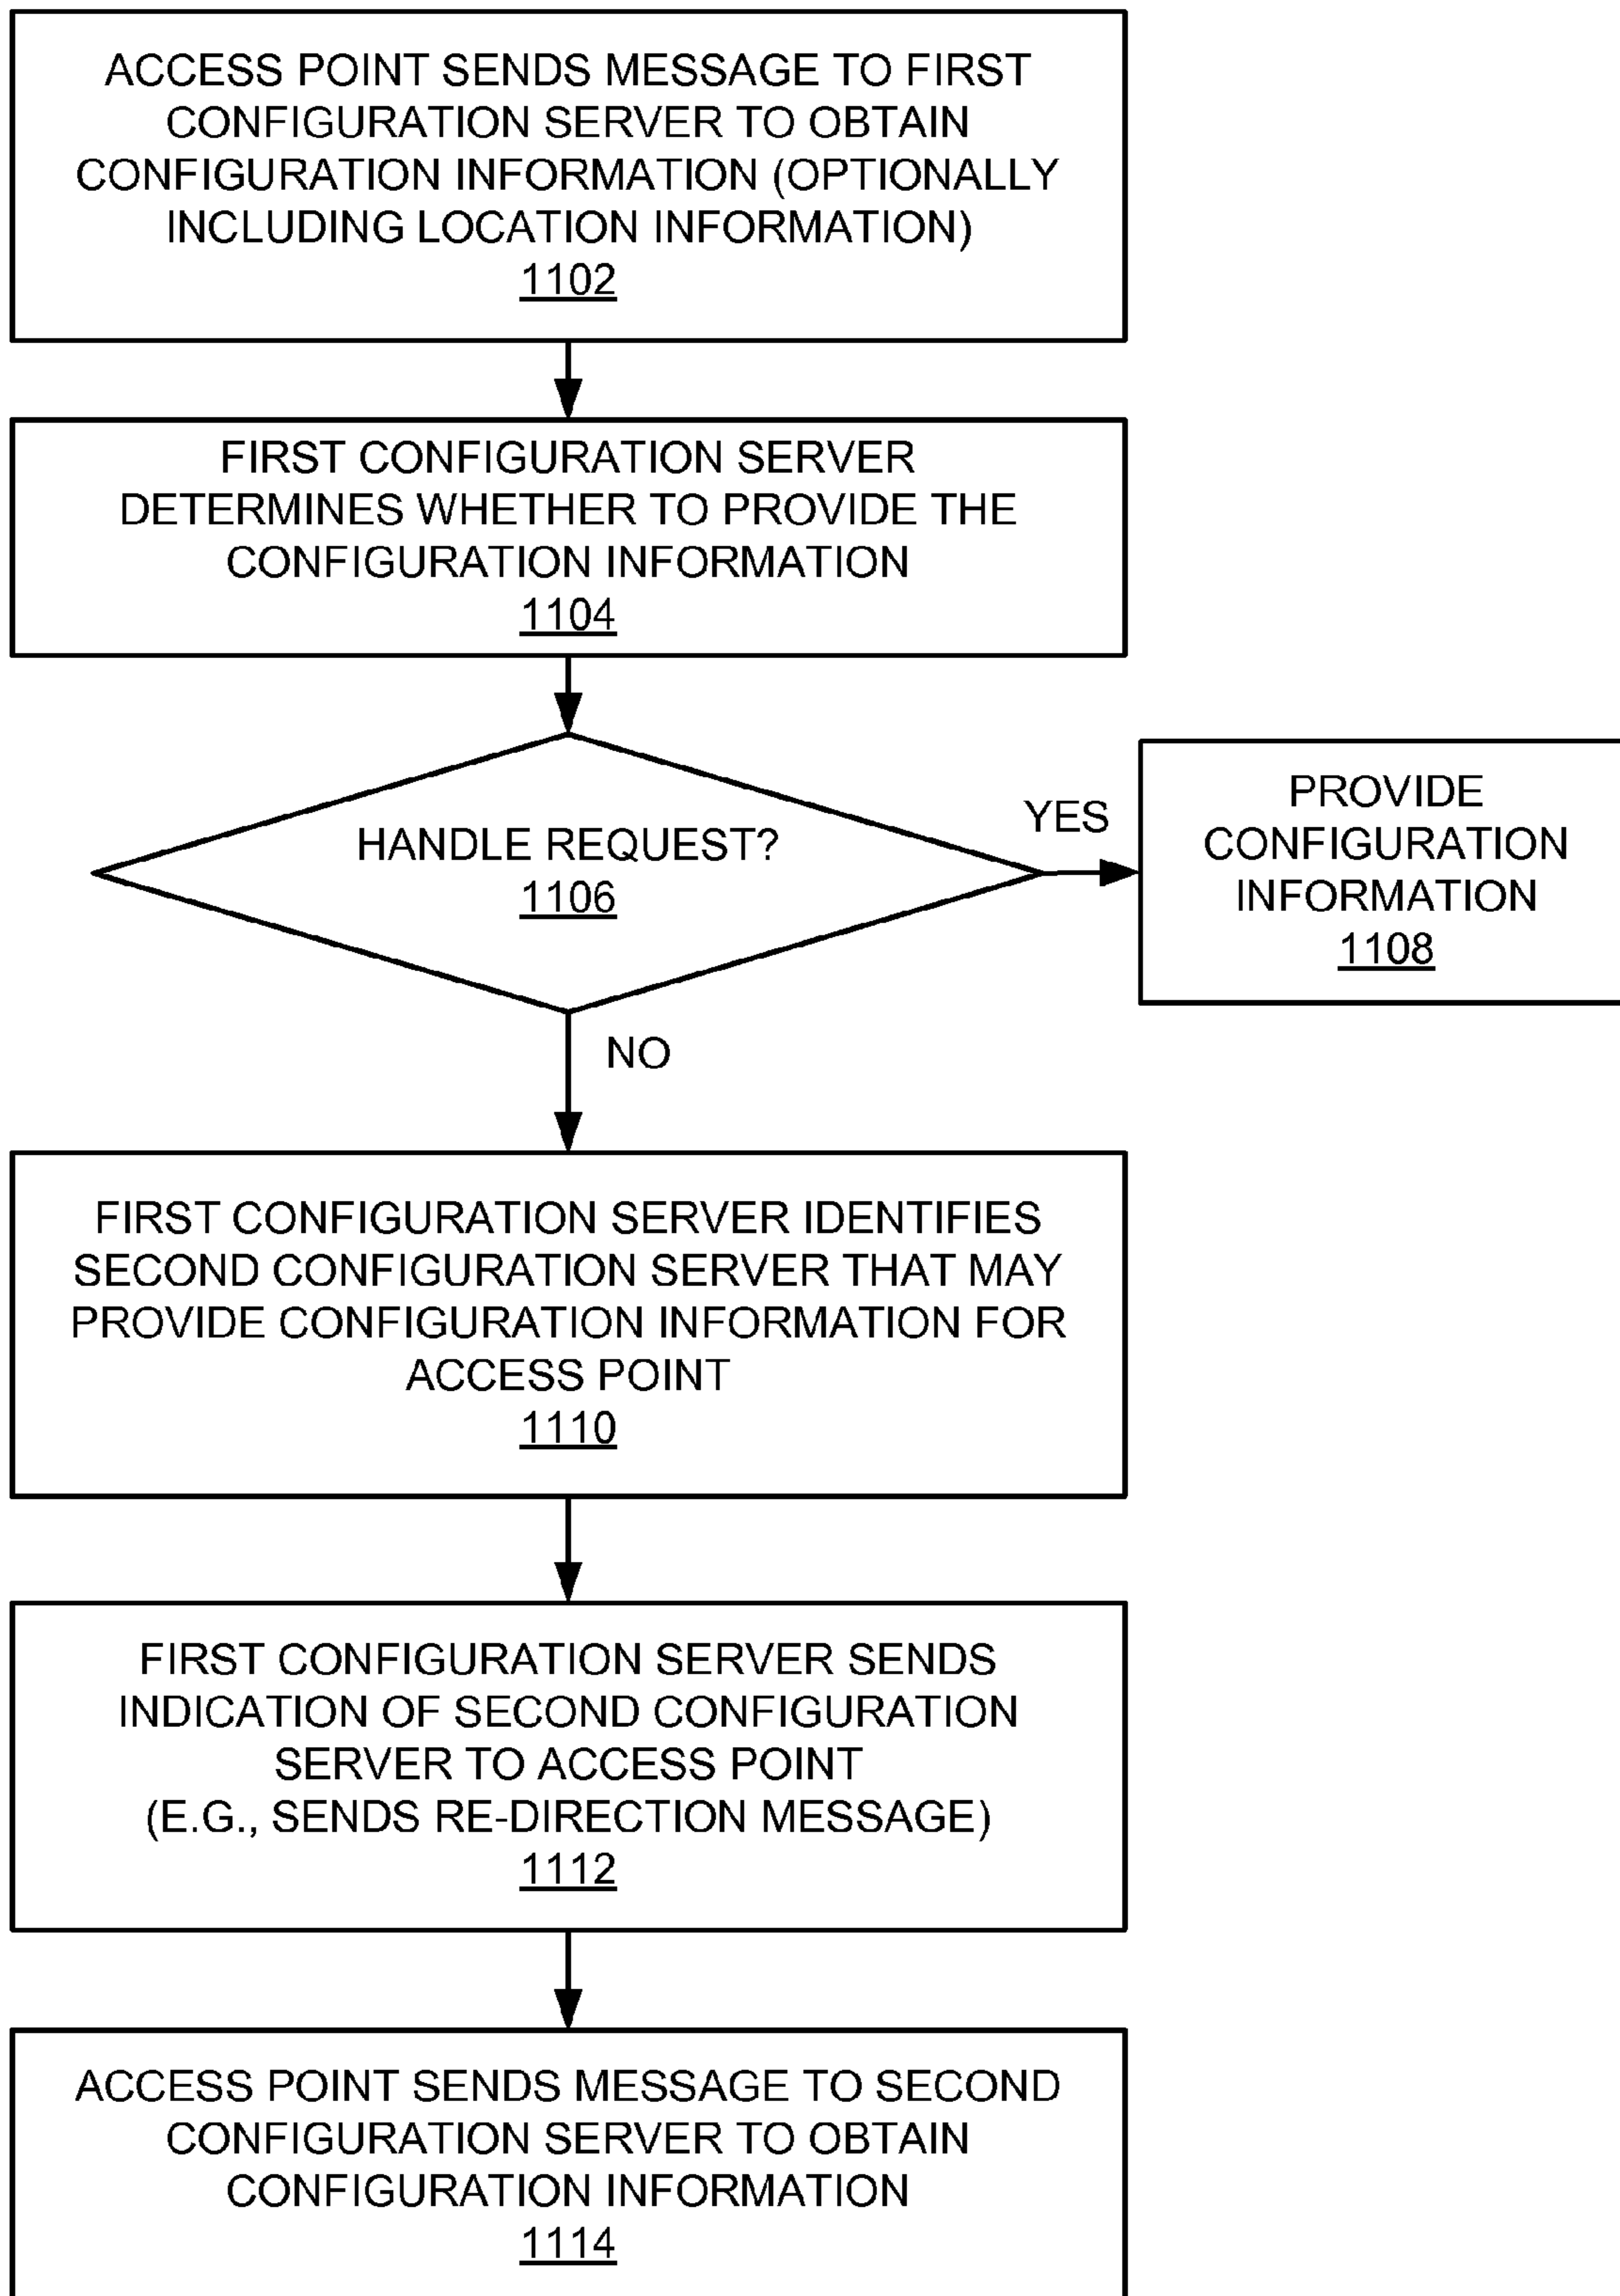 ACCESS POINT SENDS MESSAGE TO FIRST
CONFIGURATION SERVER TO OBTAIN
CONFIGURATION INFORMATION (OPTIONALLY
INCLUDING LOCATION INFORMATION)
1102
FIRST CONFIGURATION SERVER
DETERMINES WHETHER TO PROVIDE THE
CONFIGURATION INFORMATION
1104
HANDLE REQUEST?
1106
YES
PROVIDE
CONFIGURATION
INFORMATION
1108
NO
FIRST CONFIGURATION SERVER IDENTIFIES
SECOND CONFIGURATION SERVER THAT MAY
PROVIDE CONFIGURATION INFORMATION FOR
ACCESS POINT
1110
FIRST CONFIGURATION SERVER SENDS
INDICATION OF SECOND CONFIGURATION
SERVER TO ACCESS POINT
(E.G., SENDS RE-DIRECTION MESSAGE)
1112
ACCESS POINT SENDS MESSAGE TO SECOND
CONFIGURATION SERVER TO OBTAIN
CONFIGURATION INFORMATION
1114